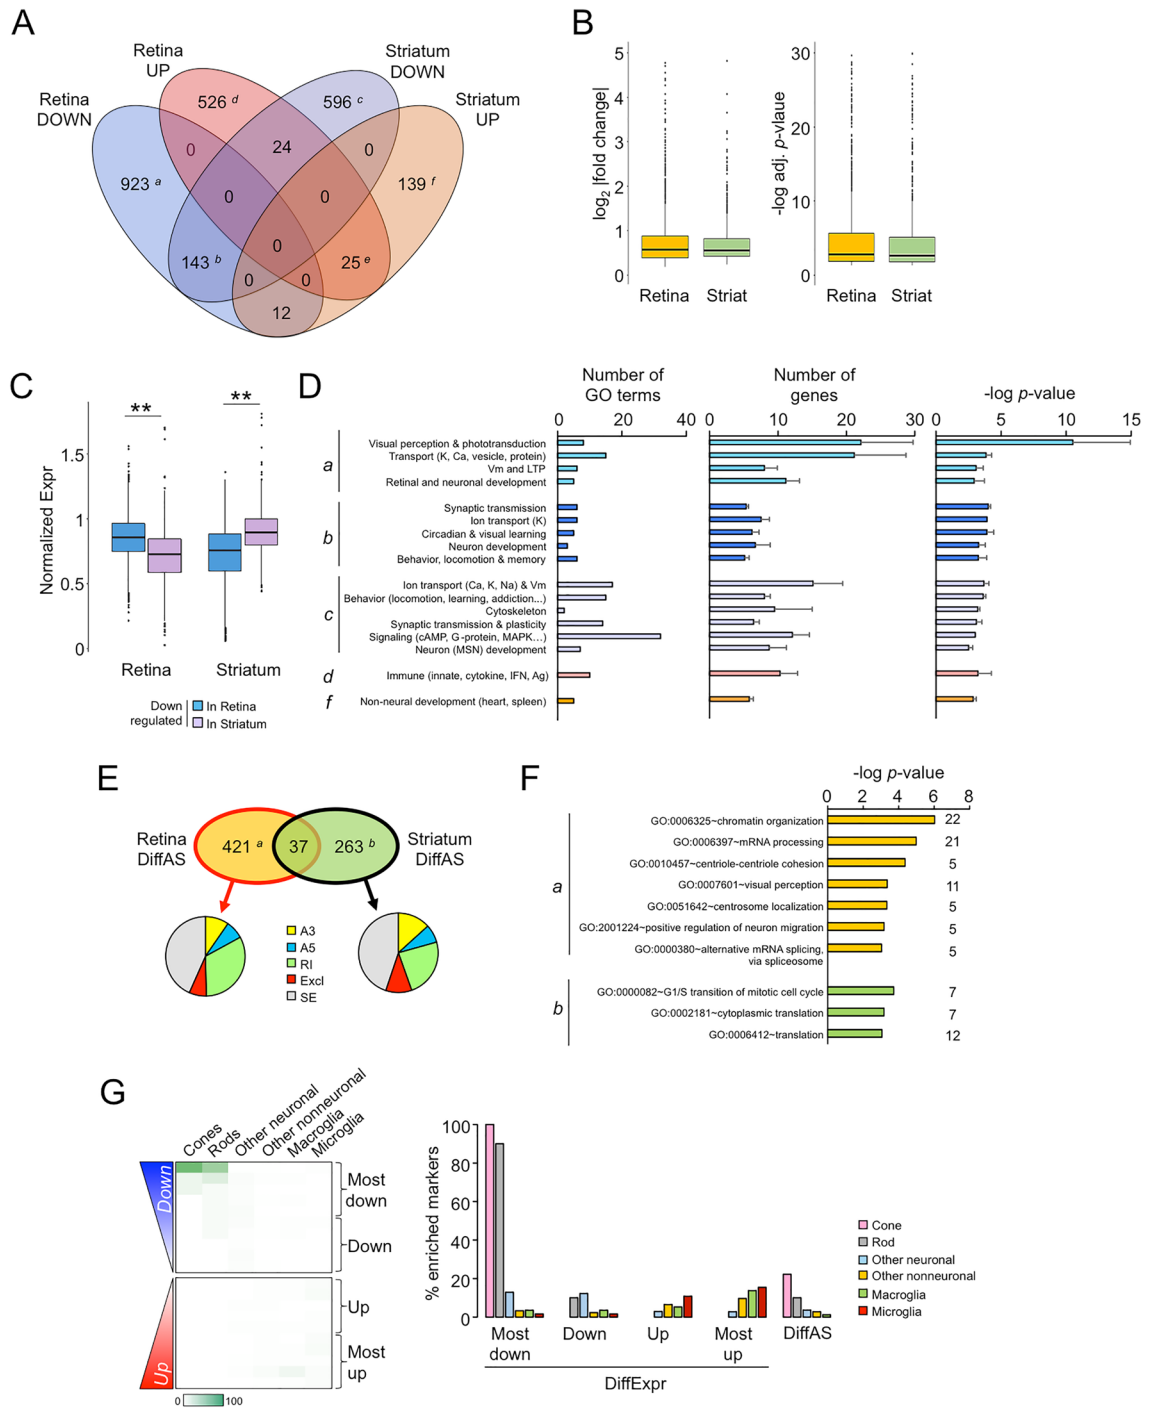 A
Retina
UP
Striatum
DOWN
Retina
DOWN
Striatum
UP
526 d
596 c
0
24
0
923 a
139 f
0
0
0
143 b
25 e
0
0
12
B
log2 |fold change|
5
4
3
2
1
0
Retina
Striat
-log adj. p-vlaue
30
20
10
0
Retina
Striat
C
Normalized Expr
1.5
1
0.5
0
**
**
Retina
Striatum
Down
regulated
In Retina
In Striatum
D
Number of
GO terms
Number of
genes
-log p-value
0 20 40
0 10 20 30
0 5 10 15
a
Visual perception & phototransduction
Transport (K, Ca, vesicle, protein)
Vm and LTP
Retinal and neuronal development
b
Synaptic transmission
Ion transport (K)
Circadian & visual learning
Neuron development
Behavior, locomotion & memory
c
Ion transport (Ca, K, Na) & Vm
Behavior (locomotion, learning, addiction...)
Cytoskeleton
Synaptic transmission & plasticity
Signaling (cAMP, G-protein, MAPK...)
Neuron (MSN) development
d
Immune (innate, cytokine, IFN, Ag)
f
Non-neural development (heart, spleen)
E
Retina
DiffAS
421 a
37
263 b
Striatum
DiffAS
A3
A5
RI
Excl
SE
F
-log p-value
0 2 4 6 8
a
GO:0006325~chromatin organization 22
GO:0006397~mRNA processing 21
GO:0010457~centriole-centriole cohesion 5
GO:0007601~visual perception 11
GO:0051642~centrosome localization 5
GO:2001224~positive regulation of neuron migration 5
GO:0000380~alternative mRNA splicing, 5
via spliceosome
b
GO:0000082~G1/S transition of mitotic cell cycle 7
GO:0002181~cytoplasmic translation 7
GO:0006412~translation 12
G
Cones
Rods
Other neuronal
Other nonneuronal
Macroglia
Microglia
Down
Most
down
Down
Up
Up
Most
up
0
100
% enriched markers
100
80
60
40
20
0
Most
down
Down
Up
Most
up
DiffAS
DiffExpr
Cone
Rod
Other neuronal
Other nonneuronal
Macroglia
Microglia